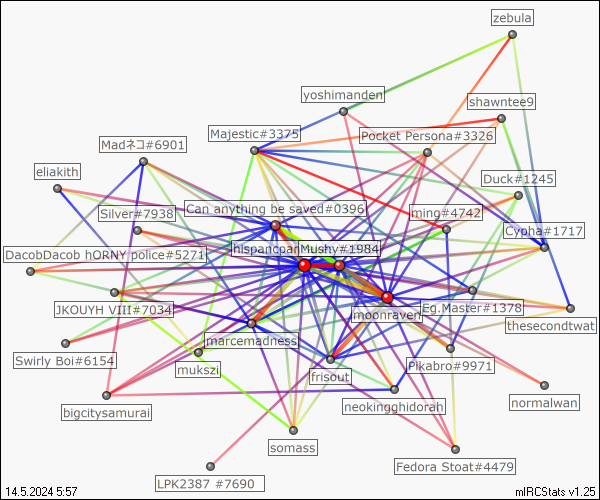 zebula
yoshimanden
shawntee9
Majestic#3375
Pocket Persona#3326
Madネコ#6901
eliakith
Duck#1245
Can anything be saved#0396
Silver#7938
ming#4742
Cypha#1717
Mushy#1984
DacobDacob hORNY police#5271
JKOUYH VIII#7034
Eg.Master#1378
moonraven
thesecondtwat
marcemadness
Swirly Boi#6154
mukszi
frisout
Pikabro#9971
normalwan
bigcitysamurai
neokingghidorah
somass
Fedora Stoat#4479
LPK2387 #7690
14.5.2024 5:57
mIRCStats v1.25